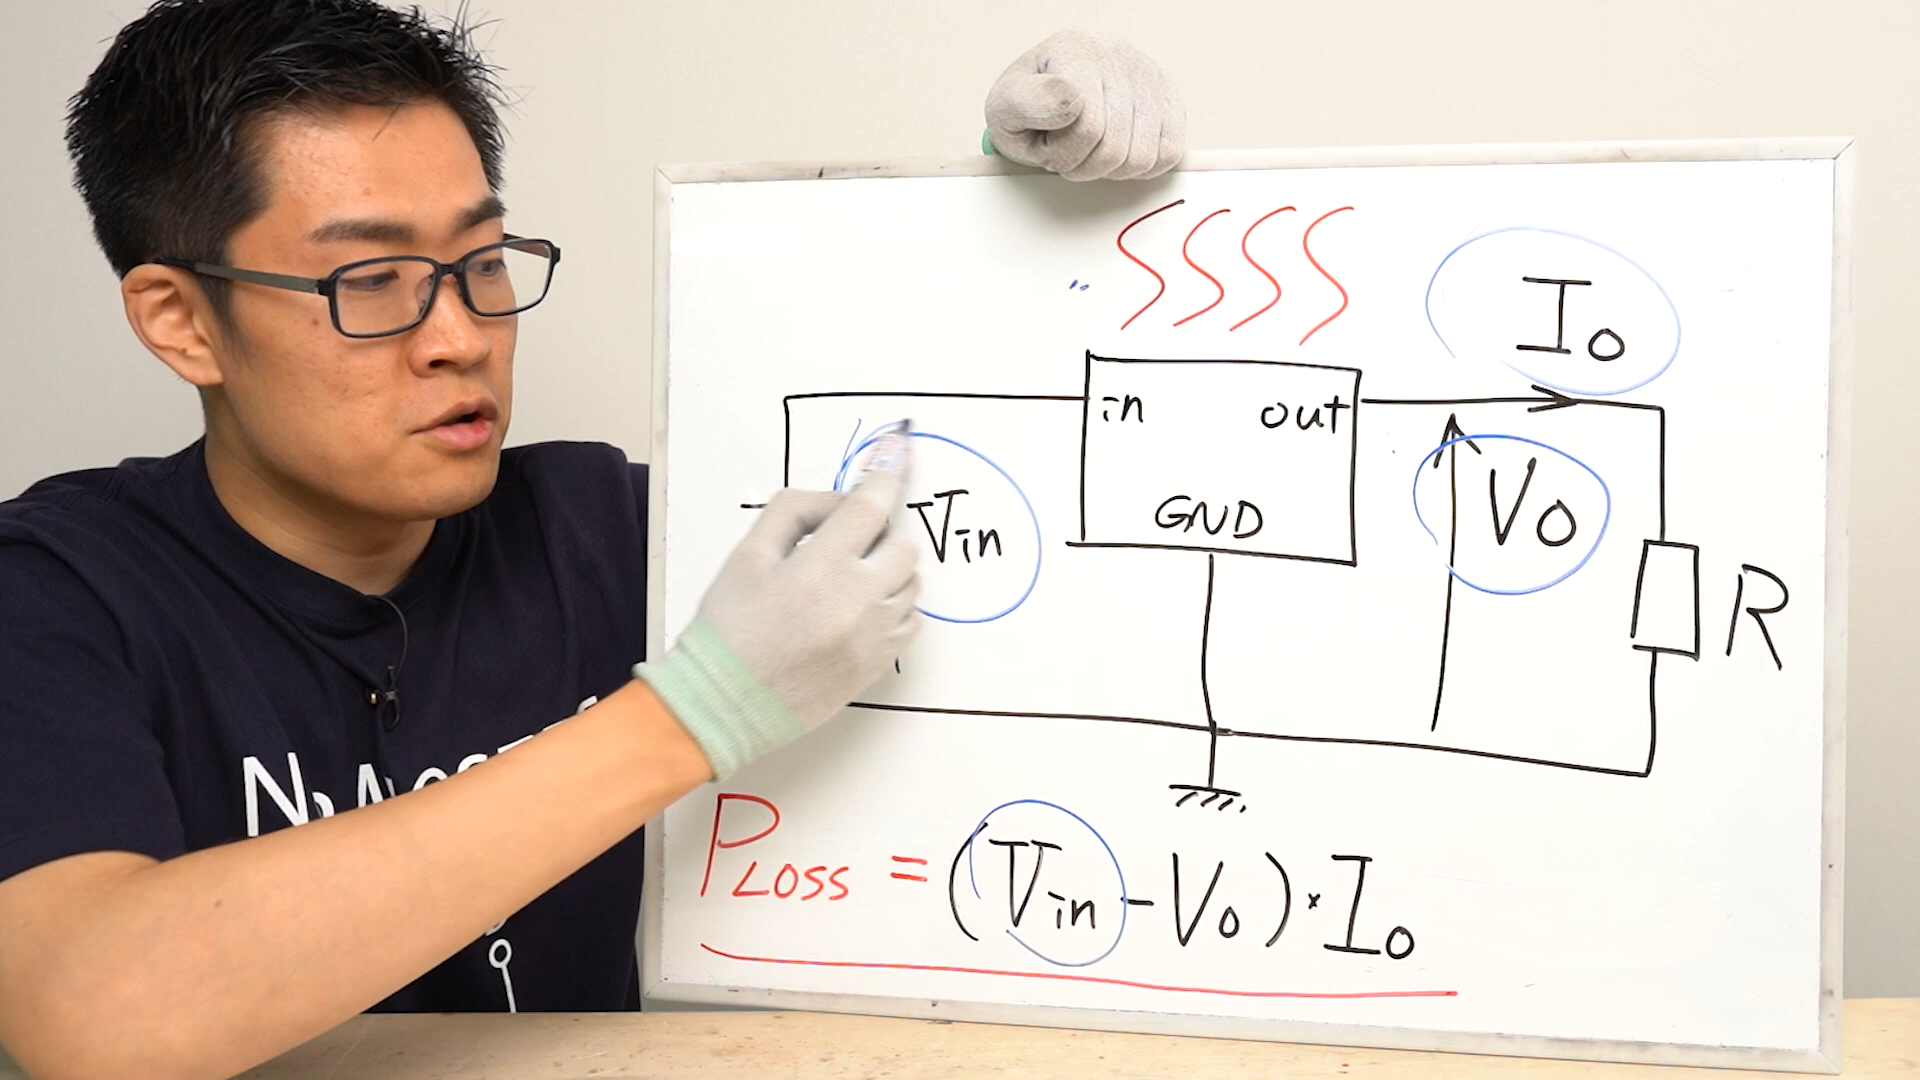 Io
in out
Vin
GND
Vo
R
PLOSS = (Vin - Vo) · Io